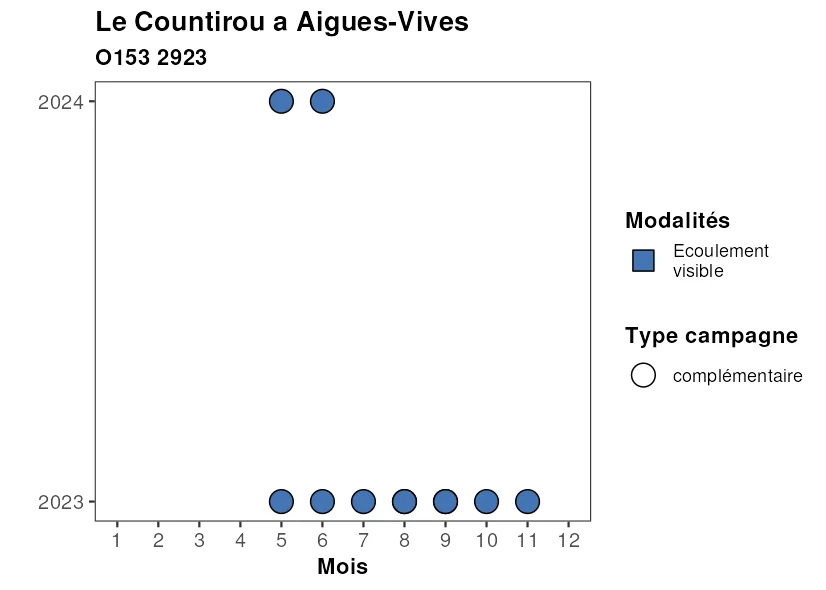 Le Countirou a Aigues-Vives
O153 2923
2024
2023
1 2 3 4 5 6 7 8 9 10 11 12
Mois
Modalités
Ecoulement
visible
Type campagne
complémentaire